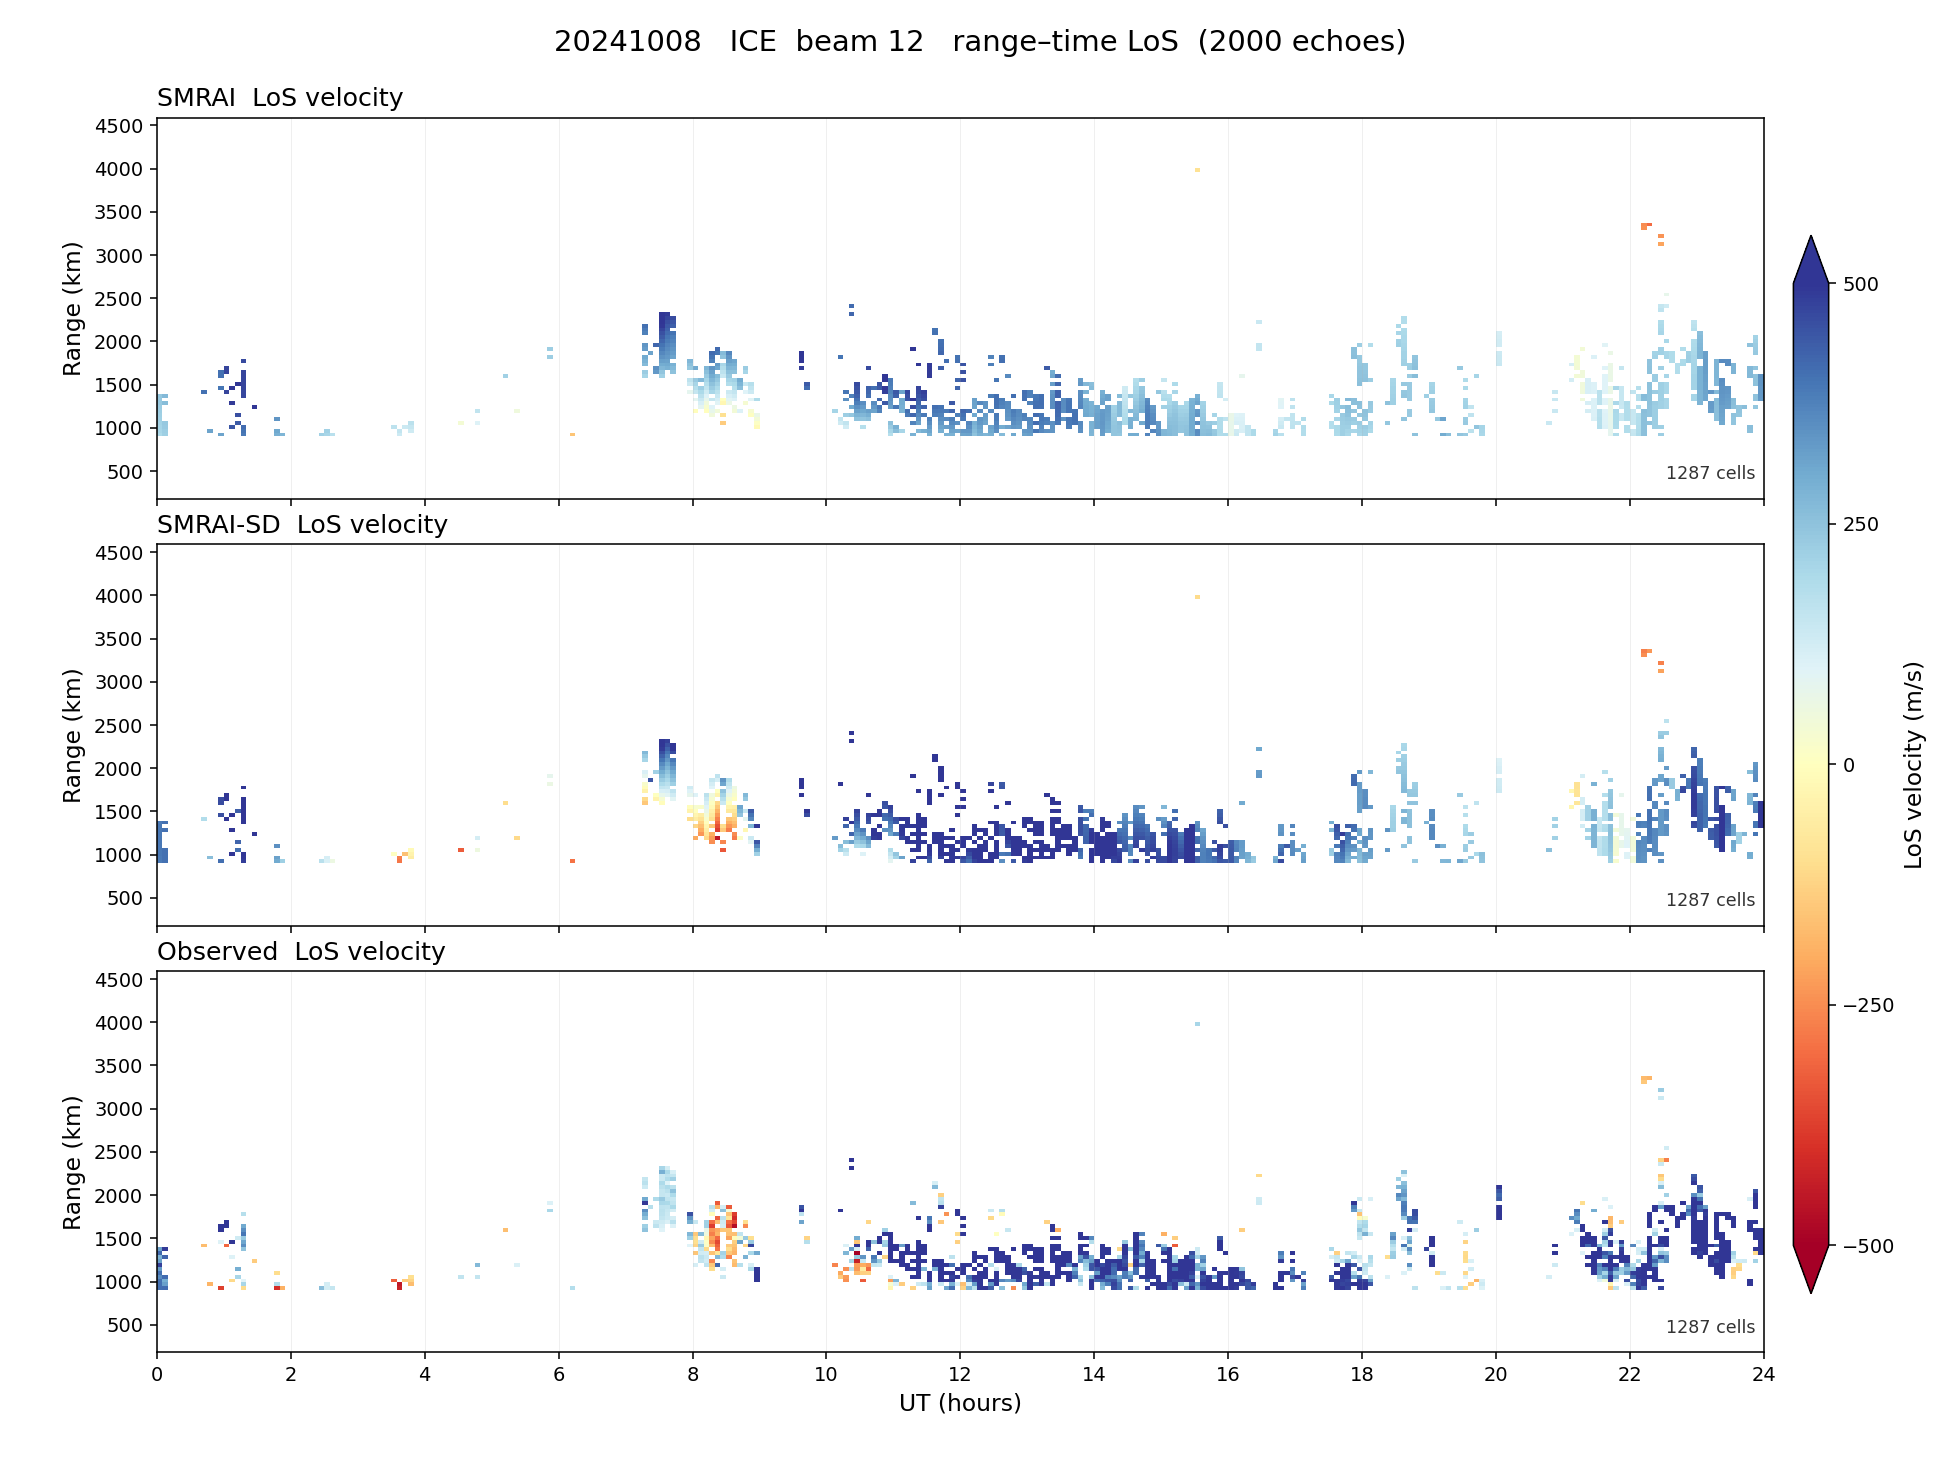 20241008 ICE beam 12 range–time LoS (2000 echoes)
SMRAI LoS velocity
4500
4000
3500
3000
2500
2000
1500
1000
500
Range (km)
1287 cells
SMRAI-SD LoS velocity
4500
4000
3500
3000
2500
2000
1500
1000
500
Range (km)
1287 cells
Observed LoS velocity
4500
4000
3500
3000
2500
2000
1500
1000
500
Range (km)
1287 cells
0 2 4 6 8 10 12 14 16 18 20 22 24
UT (hours)
500
250
0
−250
−500
LoS velocity (m/s)